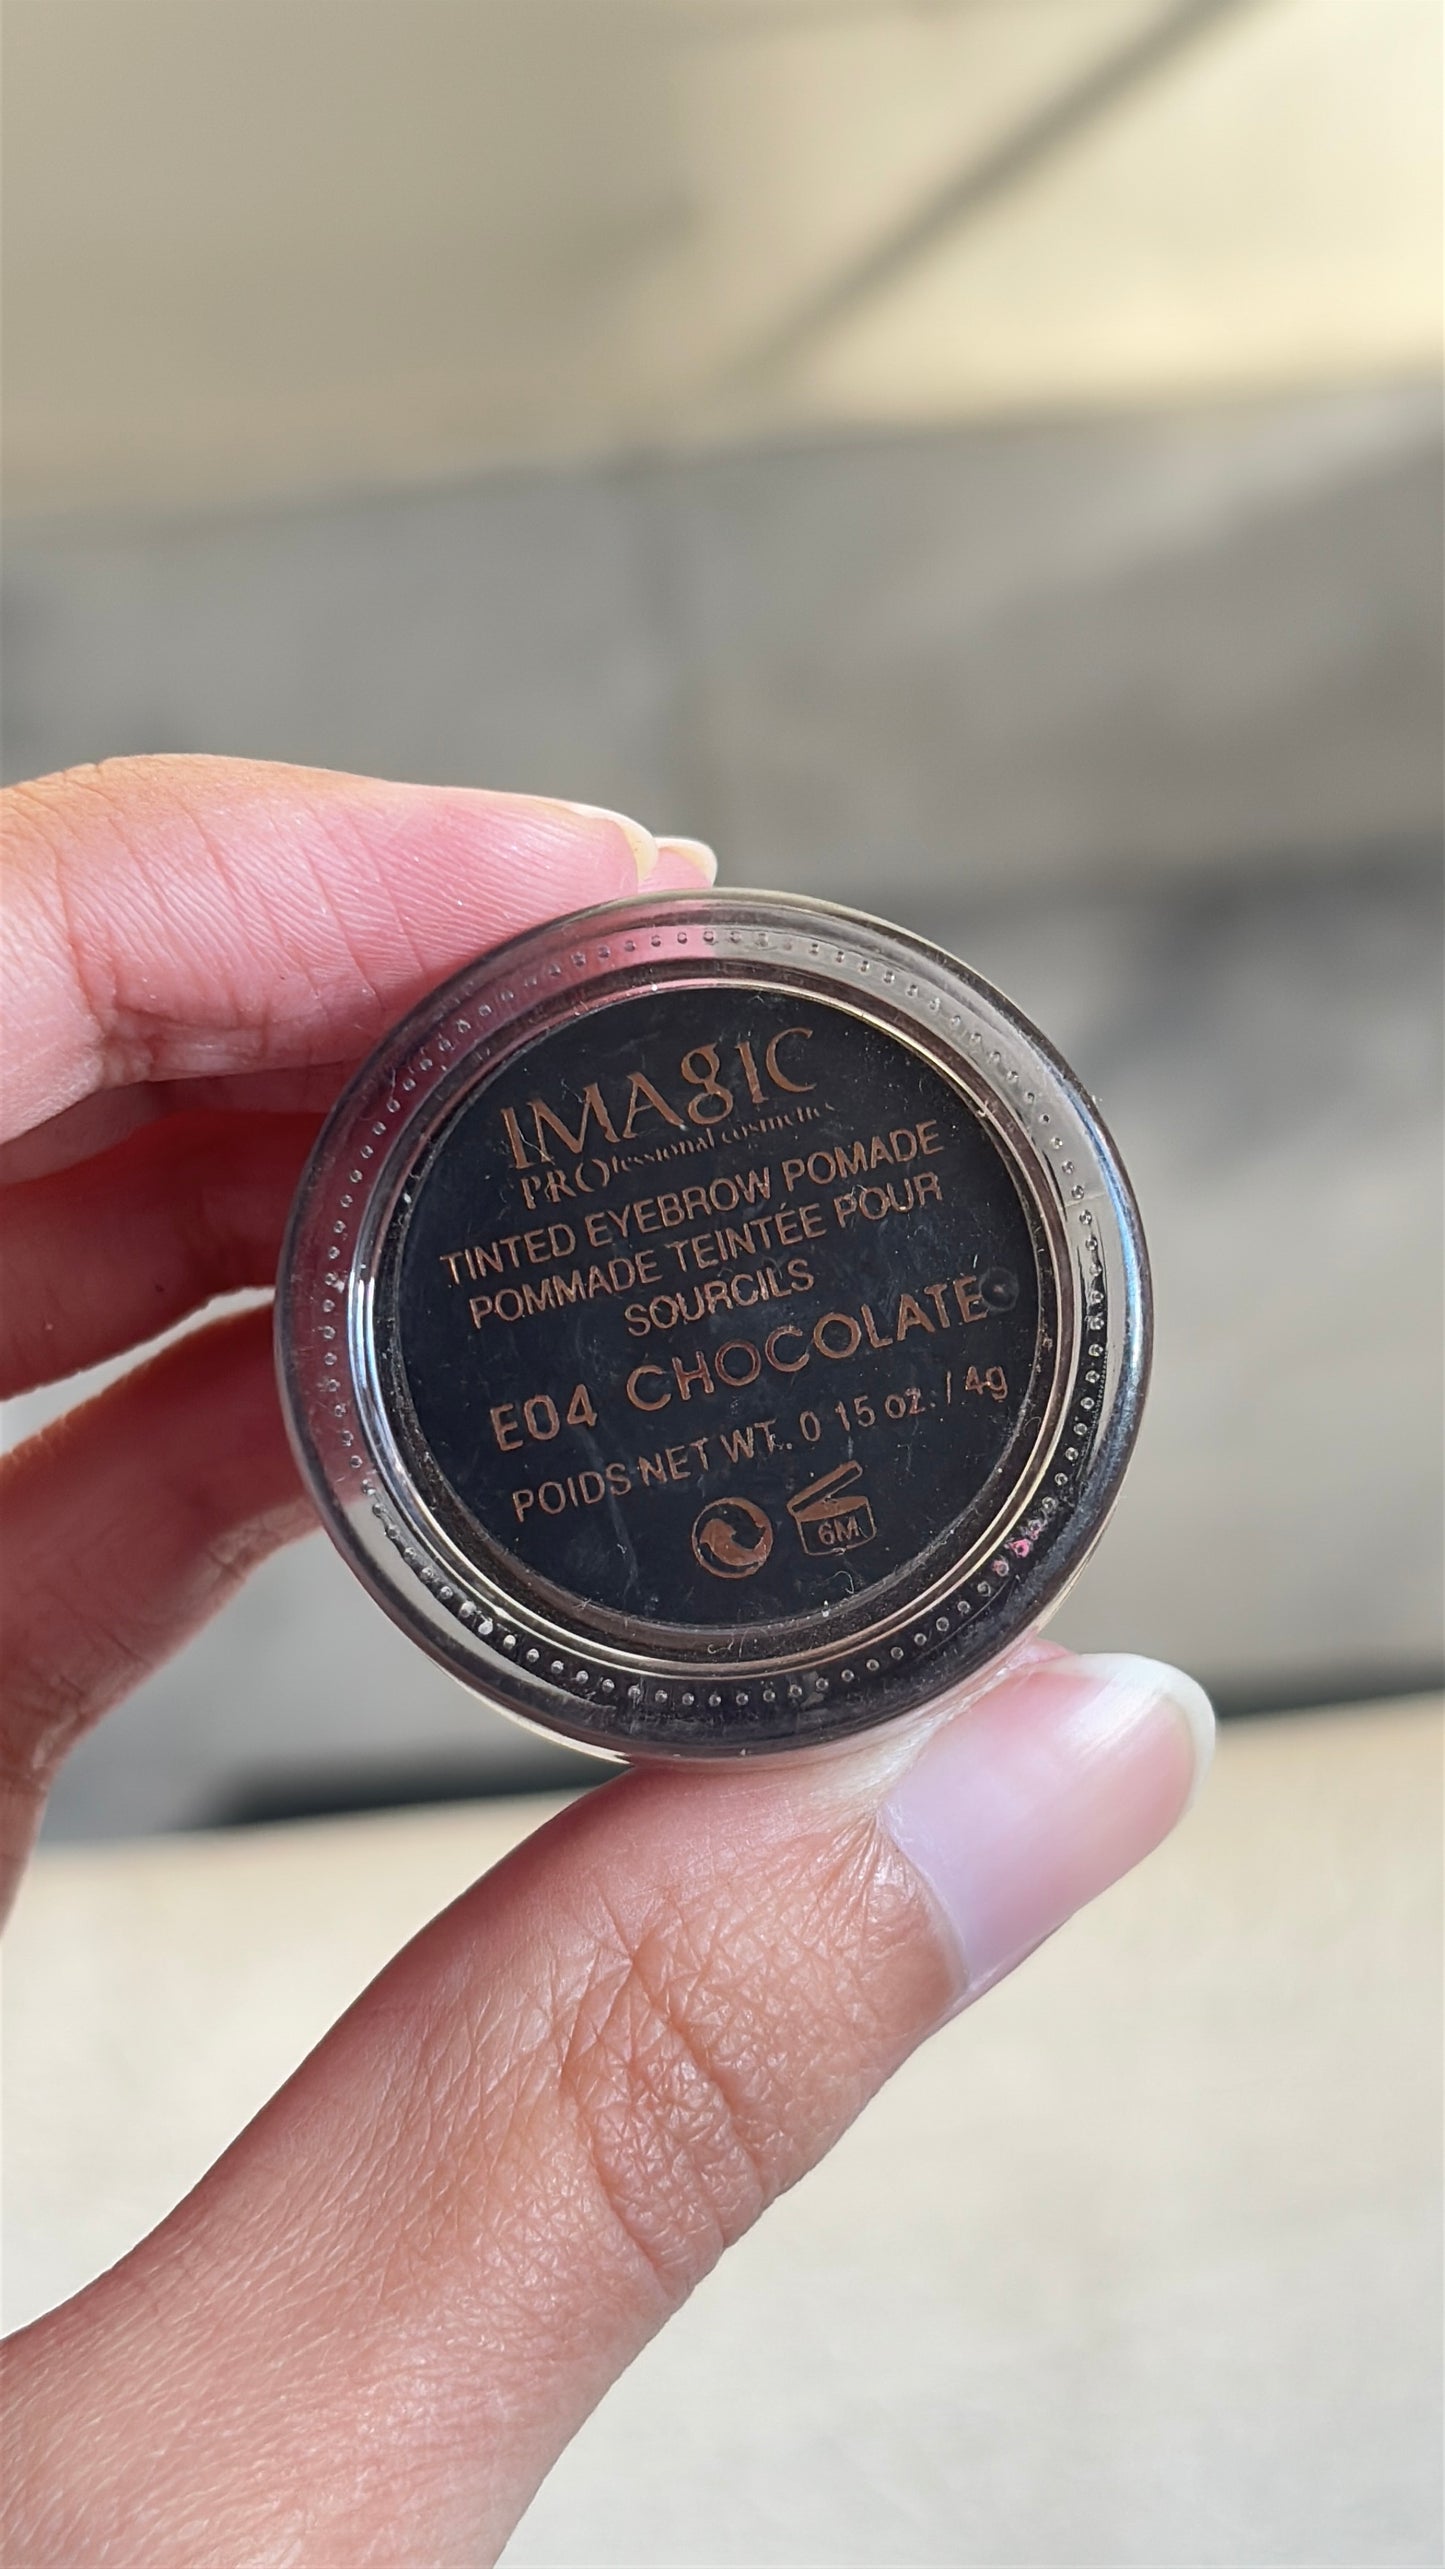 IMAGIC
PROfessional cosmetics
TINTED EYEBROW POMADE
POMMADE TEINTÉE POUR
SOURCILS
E04 CHOCOLATE
POIDS NET WT. 0 15 oz. / 4g
6M